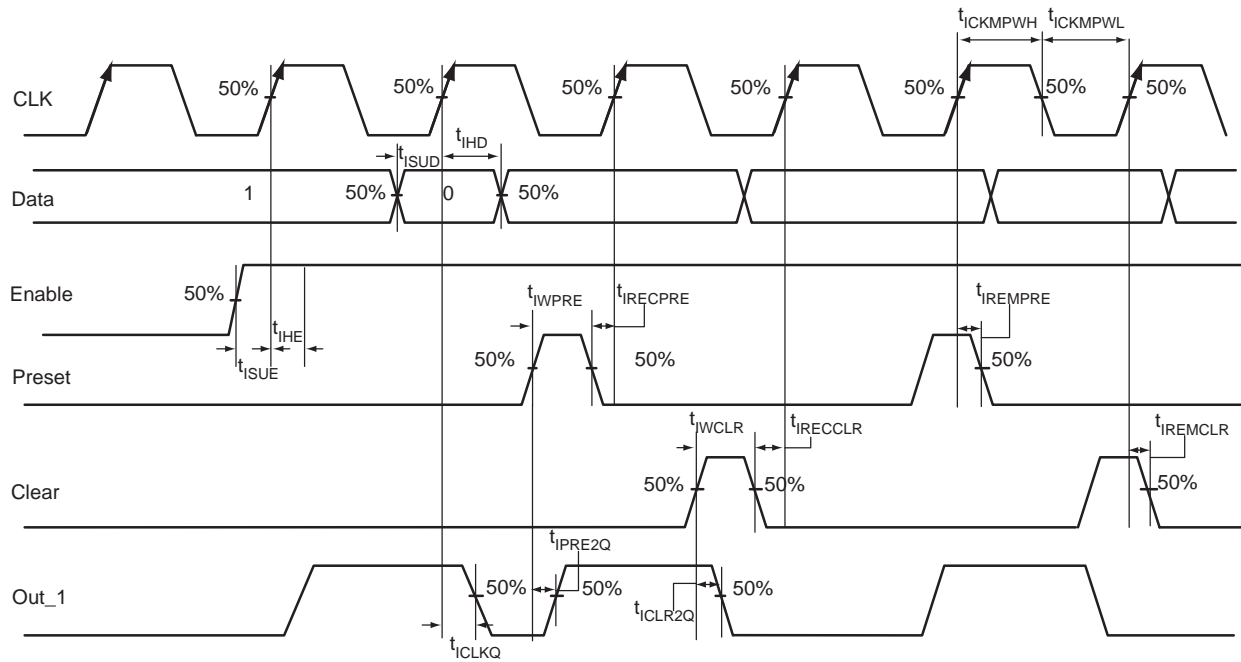 tICKMPWH tICKMPWL
CLK 50% 50% 50% 50% 50% 50% 50%
tISUD tIHD
Data 1 50% 0 50%
Enable 50%
tIHE
tISUE
tIWPRE tIRECPRE tIREMPRE
Preset 50% 50% 50%
tIWCLR tIRECCLR tIREMCLR
Clear 50% 50% 50%
tIPRE2Q
Out_1 50% 50% 50%
tICLR2Q
tICLKQ